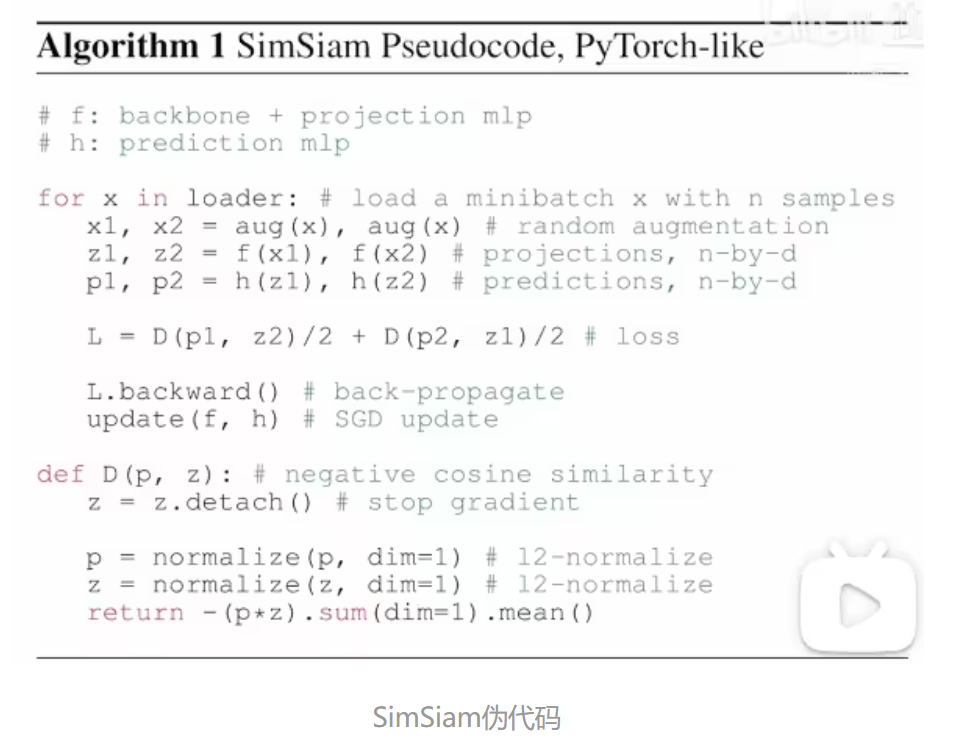 Algorithm 1 SimSiam Pseudocode, PyTorch-like
# f: backbone + projection mlp
# h: prediction mlp
for x in loader: # load a minibatch x with n samples
x1, x2 = aug(x), aug(x) # random augmentation
z1, z2 = f(x1), f(x2) # projections, n-by-d
p1, p2 = h(z1), h(z2) # predictions, n-by-d
L = D(p1, z2)/2 + D(p2, z1)/2 # loss
L.backward() # back-propagate
update(f, h) # SGD update
def D(p, z): # negative cosine similarity
z = z.detach() # stop gradient
p = normalize(p, dim=1) # l2-normalize
z = normalize(z, dim=1) # l2-normalize
return -(p*z).sum(dim=1).mean()
SimSiam伪代码